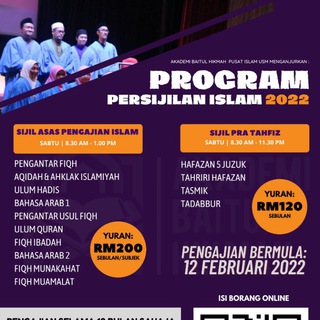 AKADEMI BAITUL HIKMAH PUSAT ISLAM USM MENGANJURKAN :
PROGRAM
PERSIJILAN ISLAM 2022
SIJIL ASAS PENGAJIAN ISLAM
SABTU | 8.30 AM - 1.00 PM
PENGANTAR FIQH
AQIDAH & AHKLAK ISLAMIYAH
ULUM HADIS
BAHASA ARAB 1
PENGANTAR USUL FIQH
ULUM QURAN
FIQH IBADAH
BAHASA ARAB 2
FIQH MUNAKAHAT
FIQH MUAMALAT
YURAN:
RM200
SEBULAN/SUBJEK
SIJIL PRA TAHFIZ
SABTU | 8.30 AM - 11.30 PM
HAFAZAN 5 JUZUK
TAHRIRI HAFAZAN
TASMIK
TADABBUR
YURAN:
RM120
SEBULAN
PENGAJIAN BERMULA:
12 FEBRUARI 2022
ISI BORANG ONLINE